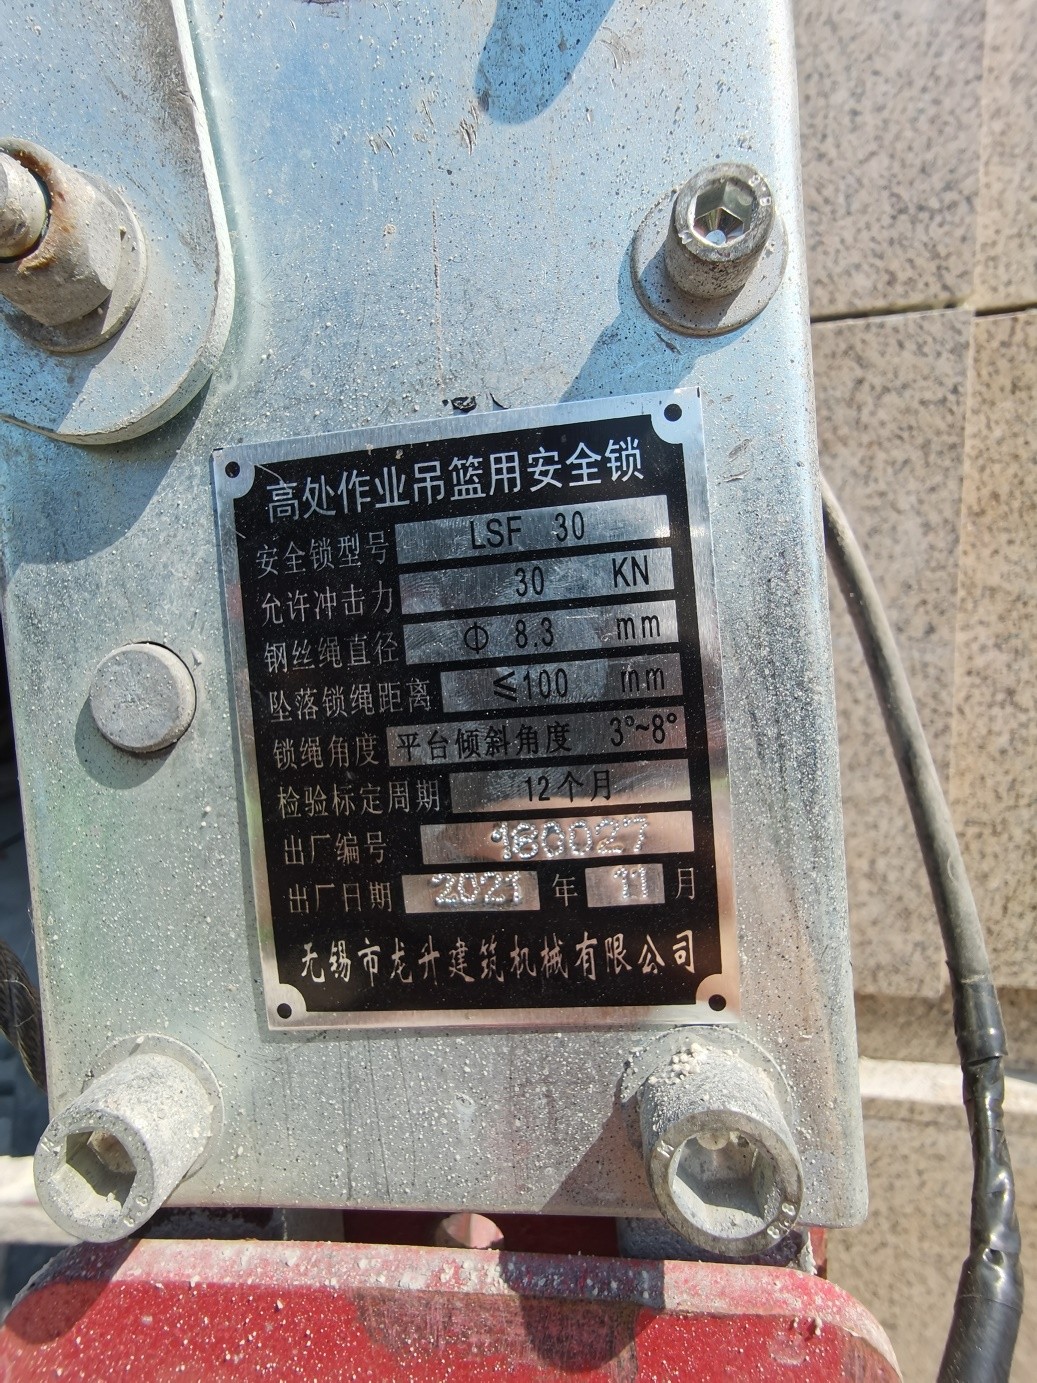 高处作业吊篮用安全锁
安全锁型号 LSF 30
允许冲击力 30 KN
钢丝绳直径 Φ 8.3 mm
坠落锁绳距离 ≤100 mm
锁绳角度 平台倾斜角度 3°~8°
检验标定周期 12个月
出厂编号 160027
出厂日期 2021 年 11 月
无锡市龙升建筑机械有限公司